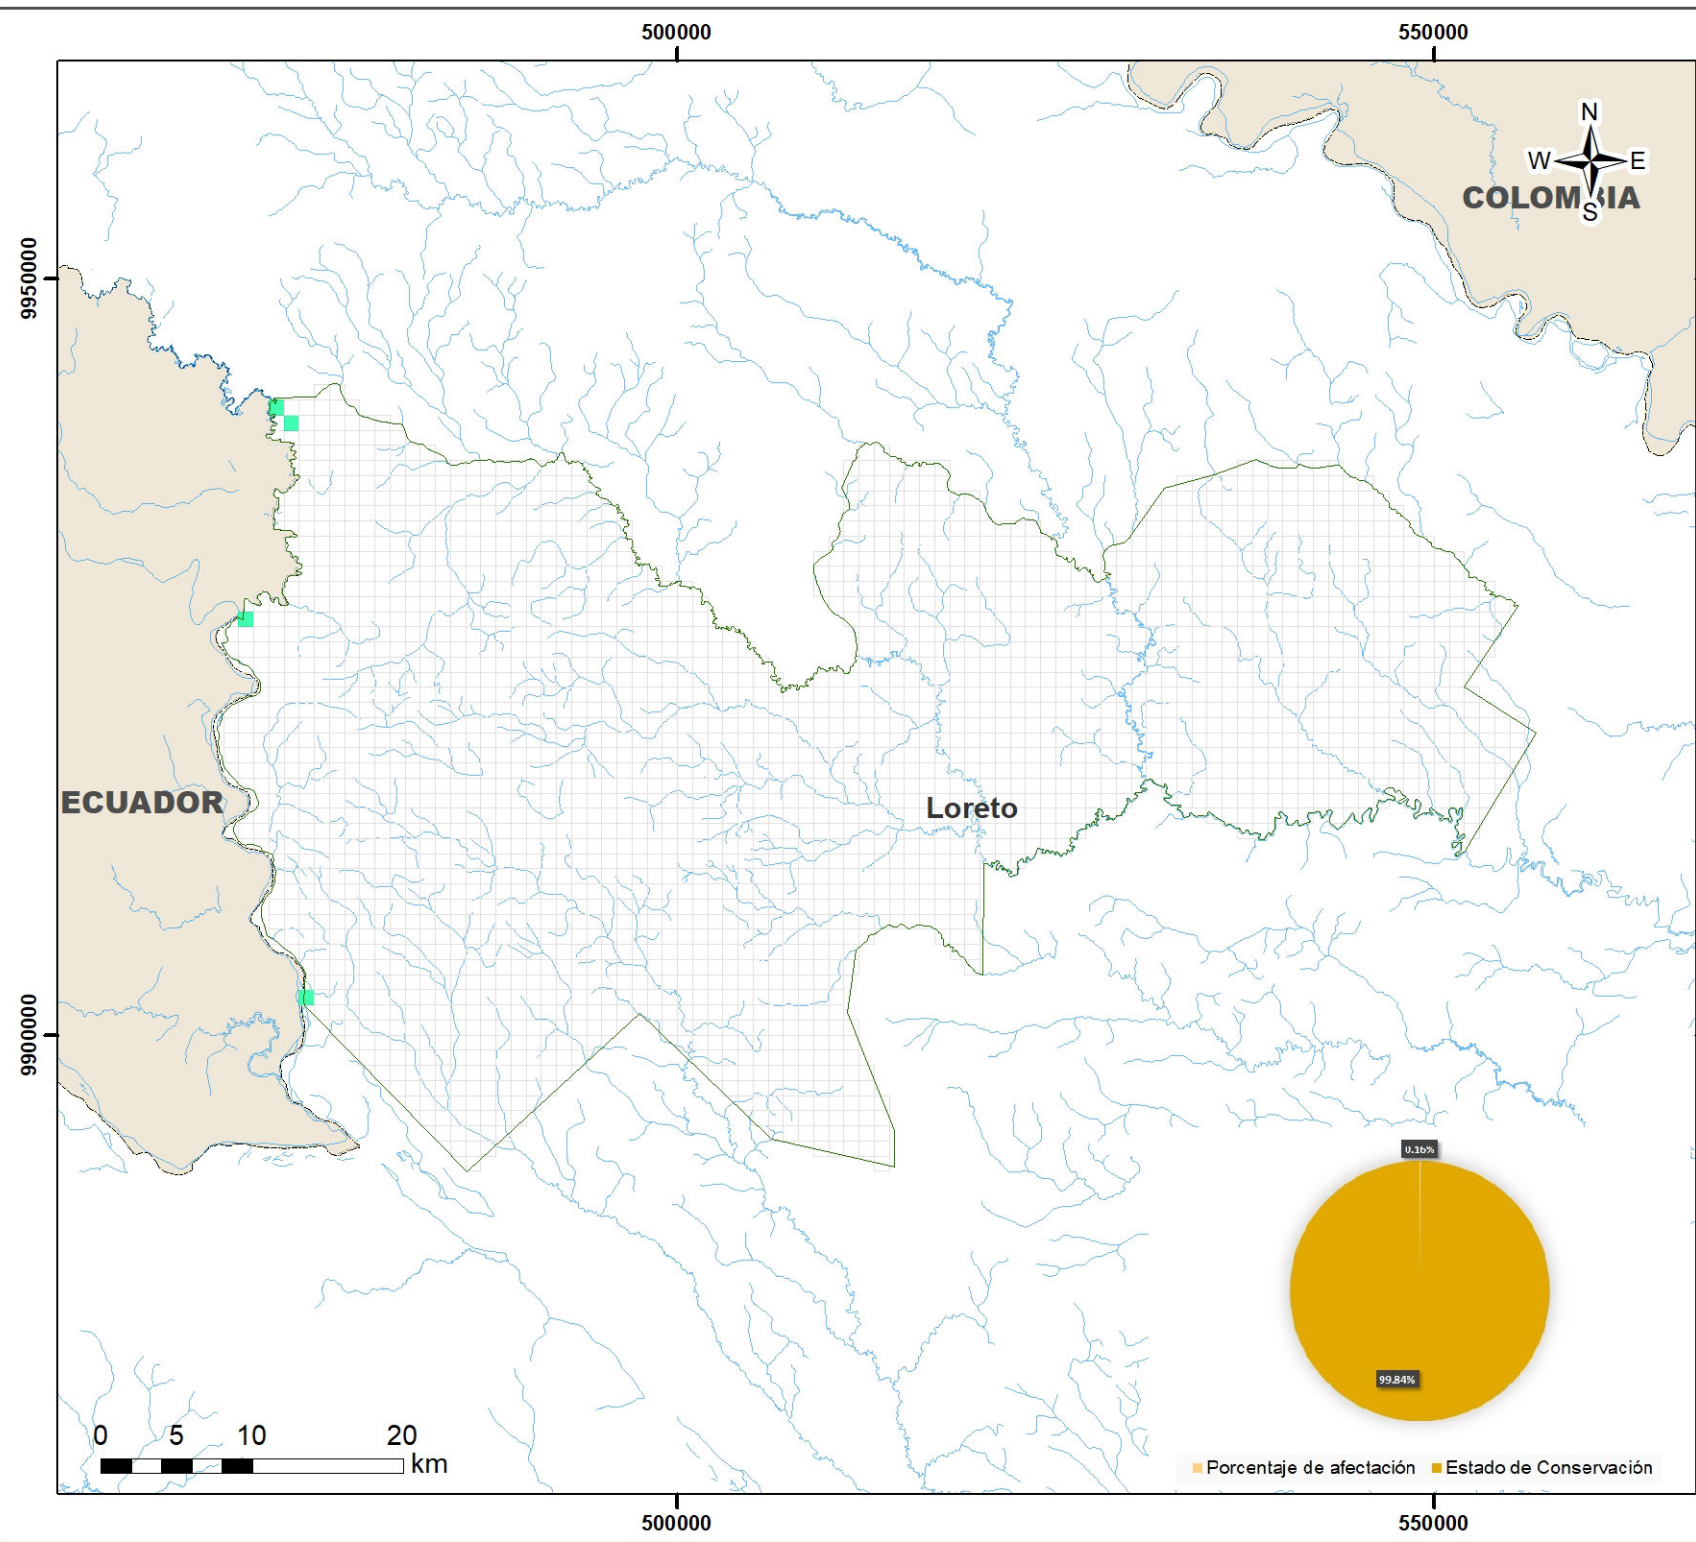 500000 550000
N
W E
COLOMBIA
S
9950000
ECUADOR
Loreto
9900000
0.16%
99.84%
0 5 10 20
km
Porcentaje de afectación Estado de Conservación
500000 550000